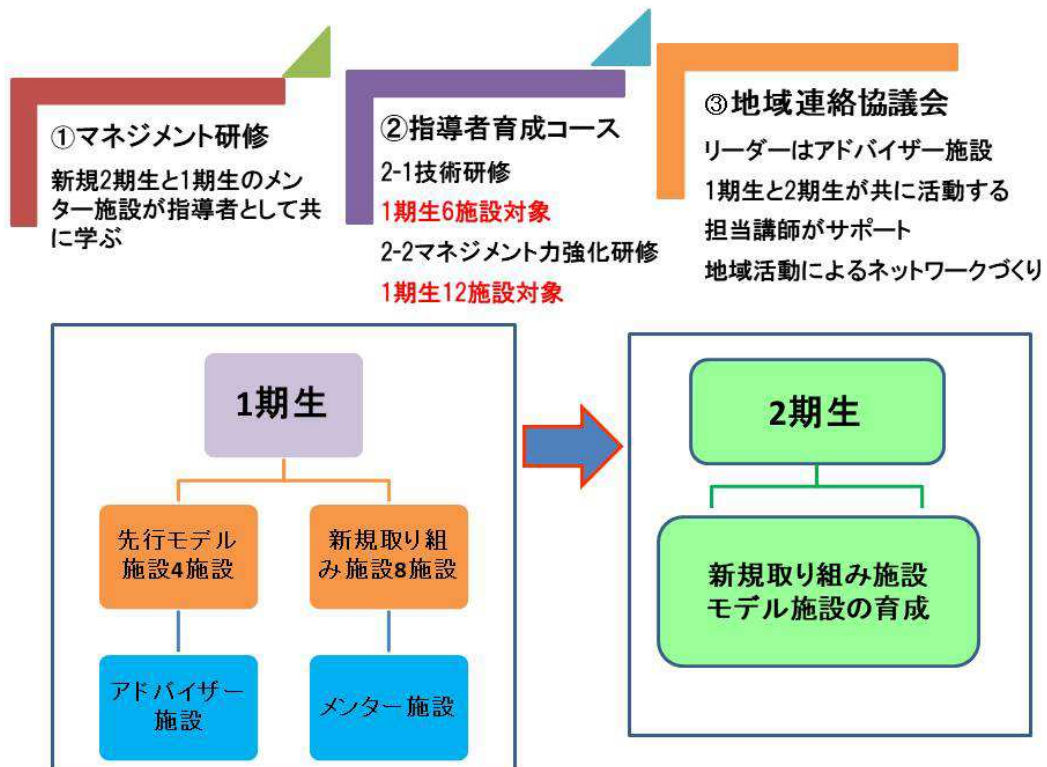 ①マネジメント研修
新規2期生と1期生のメン
ター施設が指導者として共
に学ぶ
②指導者育成コース
2-1技術研修
1期生6施設対象
2-2マネジメント力強化研修
1期生12施設対象
③地域連絡協議会
リーダーはアドバイザー施設
1期生と2期生が共に活動する
担当講師がサポート
地域活動によるネットワークづくり
1期生
先行モデル
施設4施設
新規取り組
み施設8施設
アドバイザー
施設
メンター施設
2期生
新規取り組み施設
モデル施設の育成